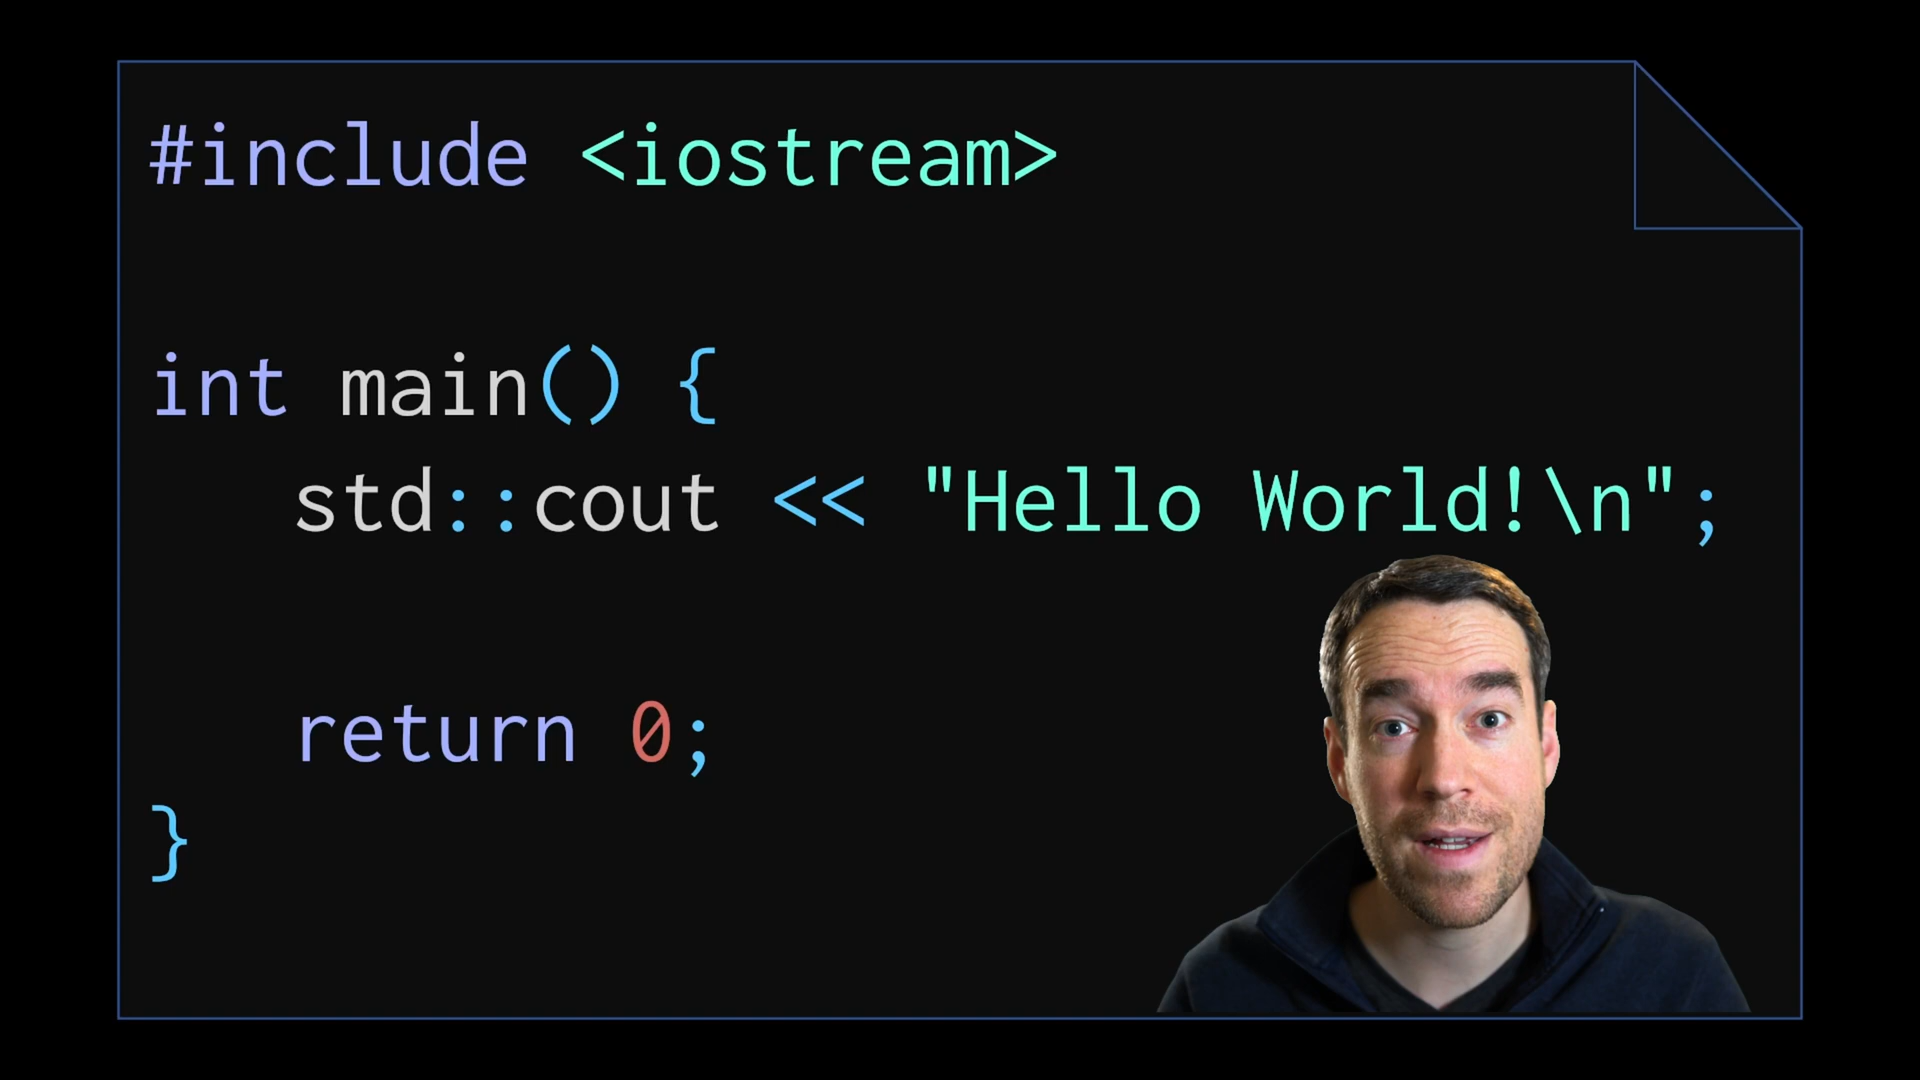 #include <iostream>
int main() {
std::cout << "Hello World!\n";
return 0;
}